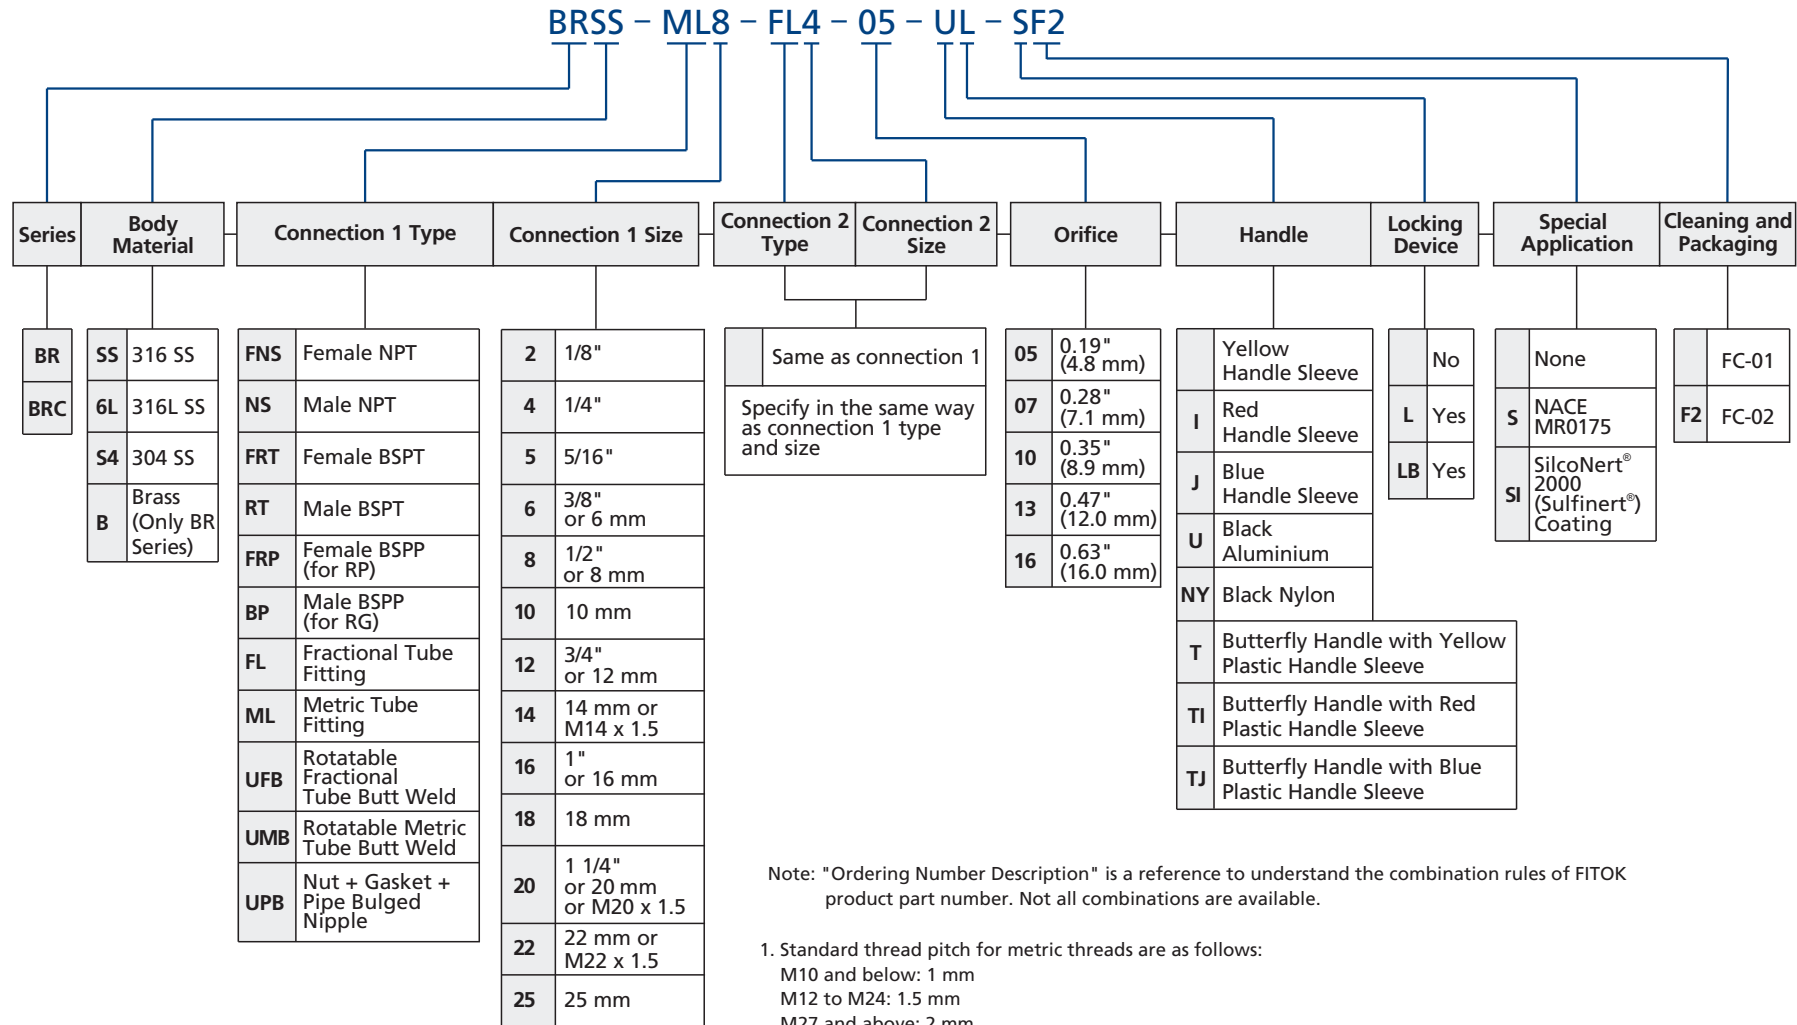 BRSS – ML8 – FL4 – 05 – UL – SF2
Series
Body
Material
Connection 1 Type
Connection 1 Size
Connection 2
Type
Connection 2
Size
Orifice
Handle
Locking
Device
Special
Application
Cleaning and
Packaging
BR
BRC
SS 316 SS
6L 316L SS
S4 304 SS
B Brass
(Only BR
Series)
FNS Female NPT
NS Male NPT
FRT Female BSPT
RT Male BSPT
FRP Female BSPP
(for RP)
BP Male BSPP
(for RG)
FL Fractional Tube
Fitting
ML Metric Tube
Fitting
UFB Rotatable
Fractional
Tube Butt Weld
UMB Rotatable Metric
Tube Butt Weld
UPB Nut + Gasket +
Pipe Bulged
Nipple
2 1/8"
4 1/4"
5 5/16"
6 3/8"
or 6 mm
8 1/2"
or 8 mm
10 10 mm
12 3/4"
or 12 mm
14 14 mm or
M14 x 1.5
16 1"
or 16 mm
18 18 mm
20 1 1/4"
or 20 mm
or M20 x 1.5
22 22 mm or
M22 x 1.5
25 25 mm
Same as connection 1
Specify in the same way
as connection 1 type
and size
05 0.19"
(4.8 mm)
07 0.28"
(7.1 mm)
10 0.35"
(8.9 mm)
13 0.47"
(12.0 mm)
16 0.63"
(16.0 mm)
Yellow
Handle Sleeve
I Red
Handle Sleeve
J Blue
Handle Sleeve
U Black
Aluminium
NY Black Nylon
T Butterfly Handle with Yellow
Plastic Handle Sleeve
TI Butterfly Handle with Red
Plastic Handle Sleeve
TJ Butterfly Handle with Blue
Plastic Handle Sleeve
No
L Yes
LB Yes
None
S NACE
MR0175
SI SilcoNert®
2000
(Sulfinert®)
Coating
FC-01
F2 FC-02
Note: "Ordering Number Description" is a reference to understand the combination rules of FITOK
product part number. Not all combinations are available.
1. Standard thread pitch for metric threads are as follows:
M10 and below: 1 mm
M12 to M24: 1.5 mm
M27 and above: 2 mm